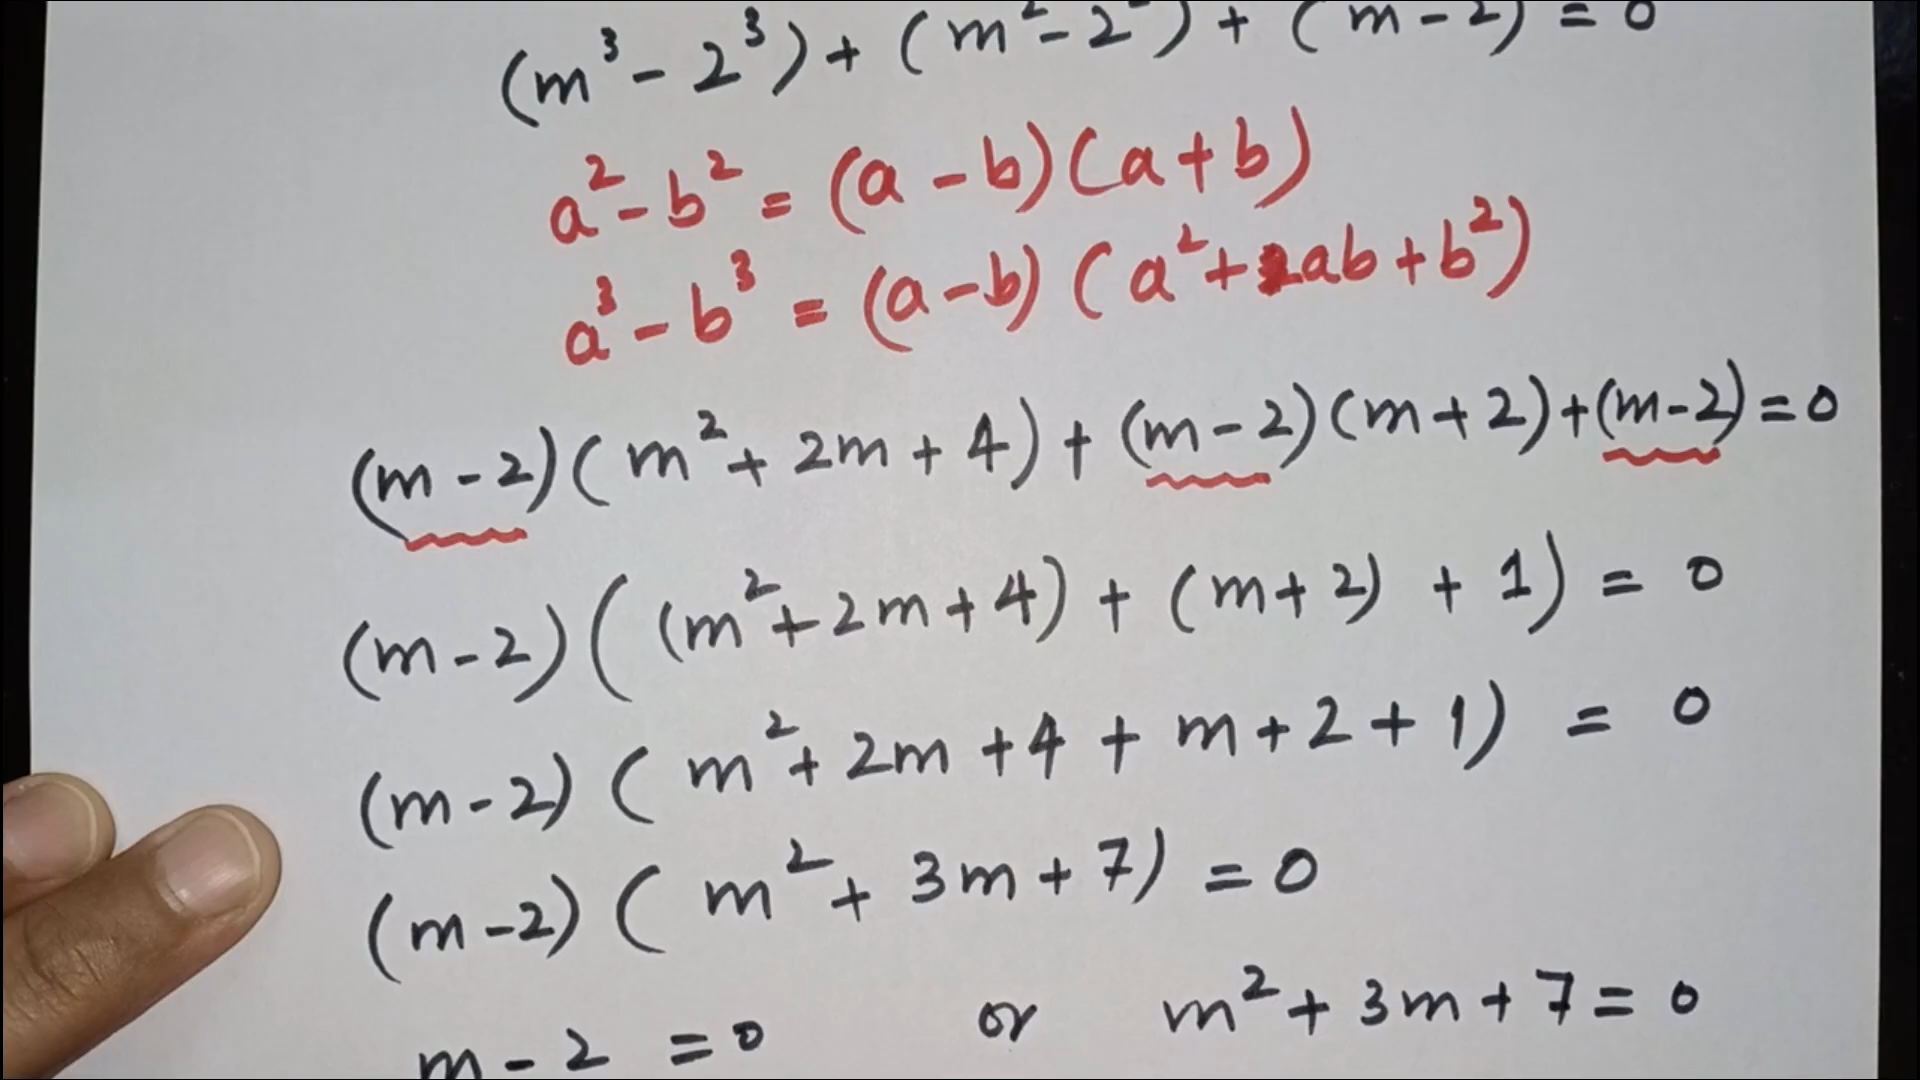 (m³ - 2³) + (m² - 2²) + (m - 2) = 0
a² - b² = (a - b)(a + b)
a³ - b³ = (a - b)(a² + ab + b²)
(m - 2)(m² + 2m + 4) + (m - 2)(m + 2) + (m - 2) = 0
(m - 2)((m² + 2m + 4) + (m + 2) + 1) = 0
(m - 2)(m² + 2m + 4 + m + 2 + 1) = 0
(m - 2)(m² + 3m + 7) = 0
m - 2 = 0 or m² + 3m + 7 = 0